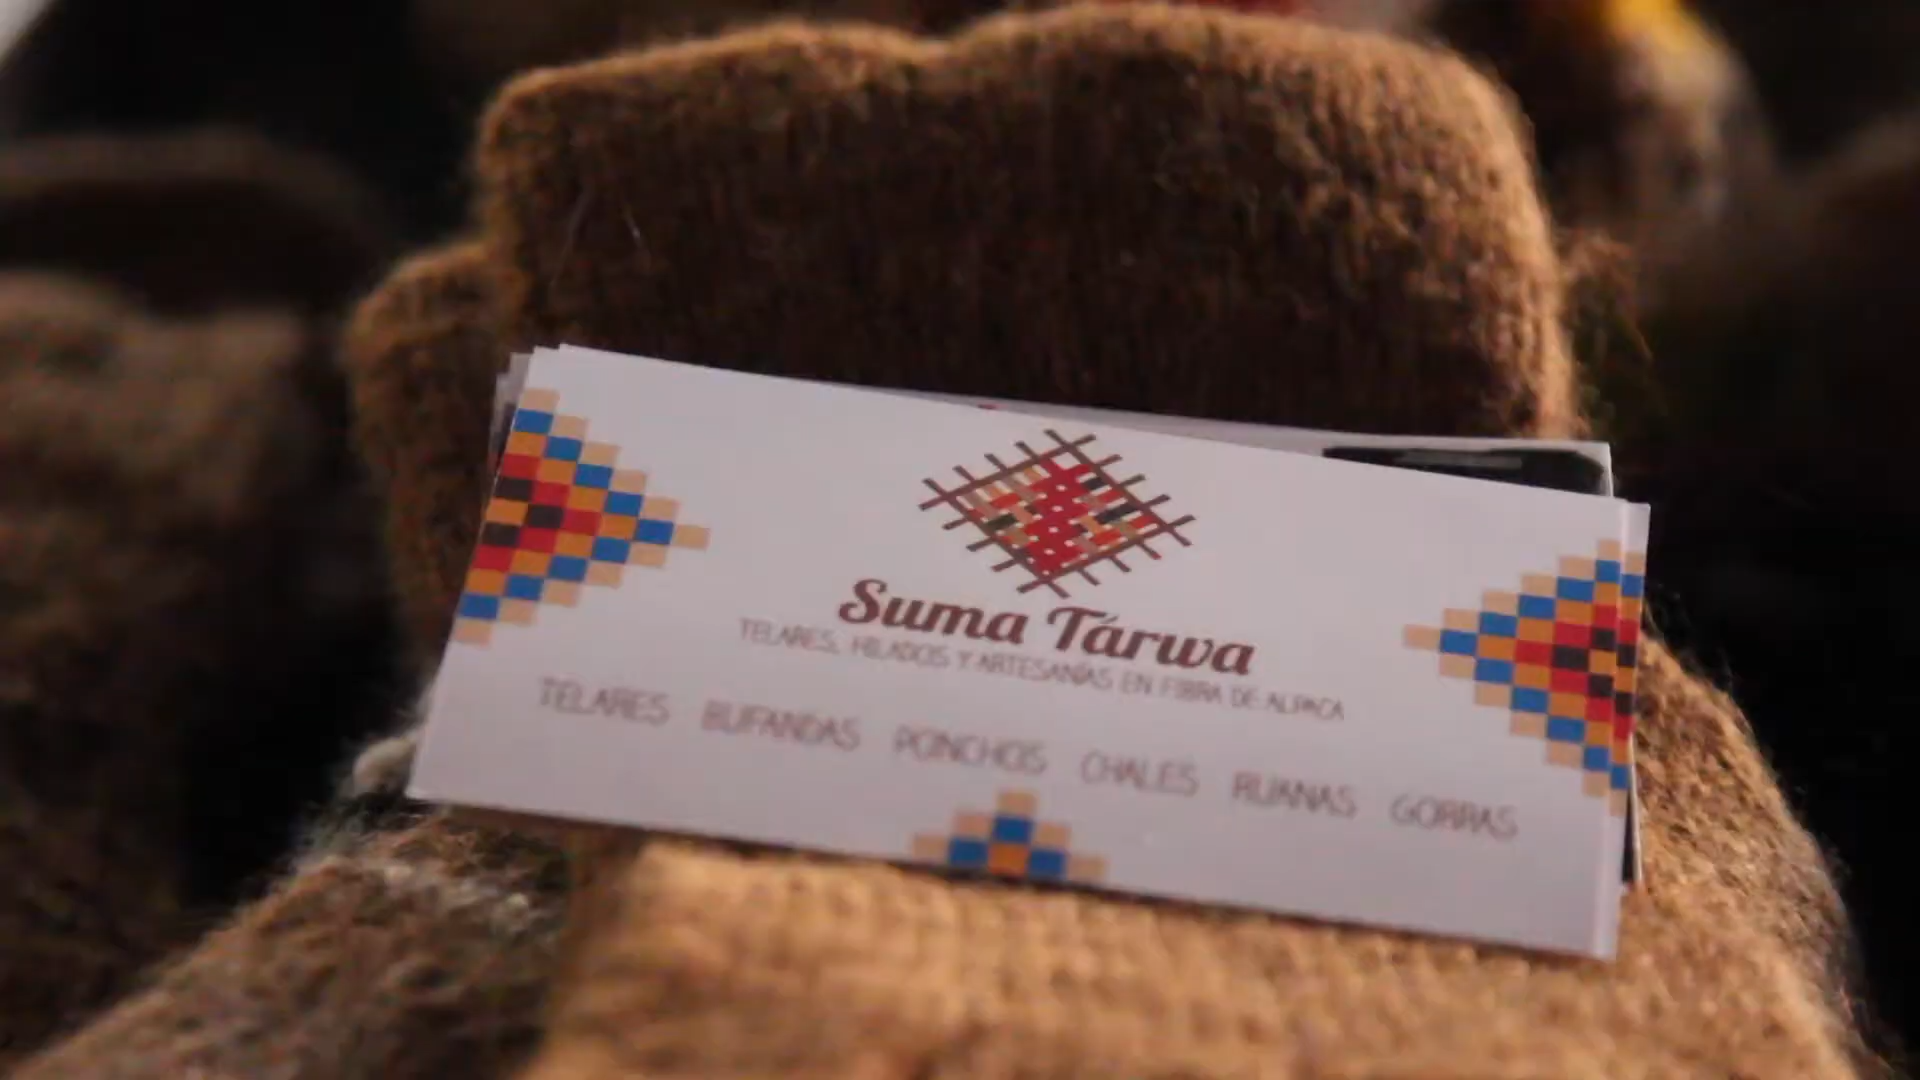 Suma Tárwa
TELARES, HILADOS Y ARTESANÍAS EN FIBRA DE ALPACA
TELARES BUFANDAS PONCHOS CHALES RUANAS GORRAS